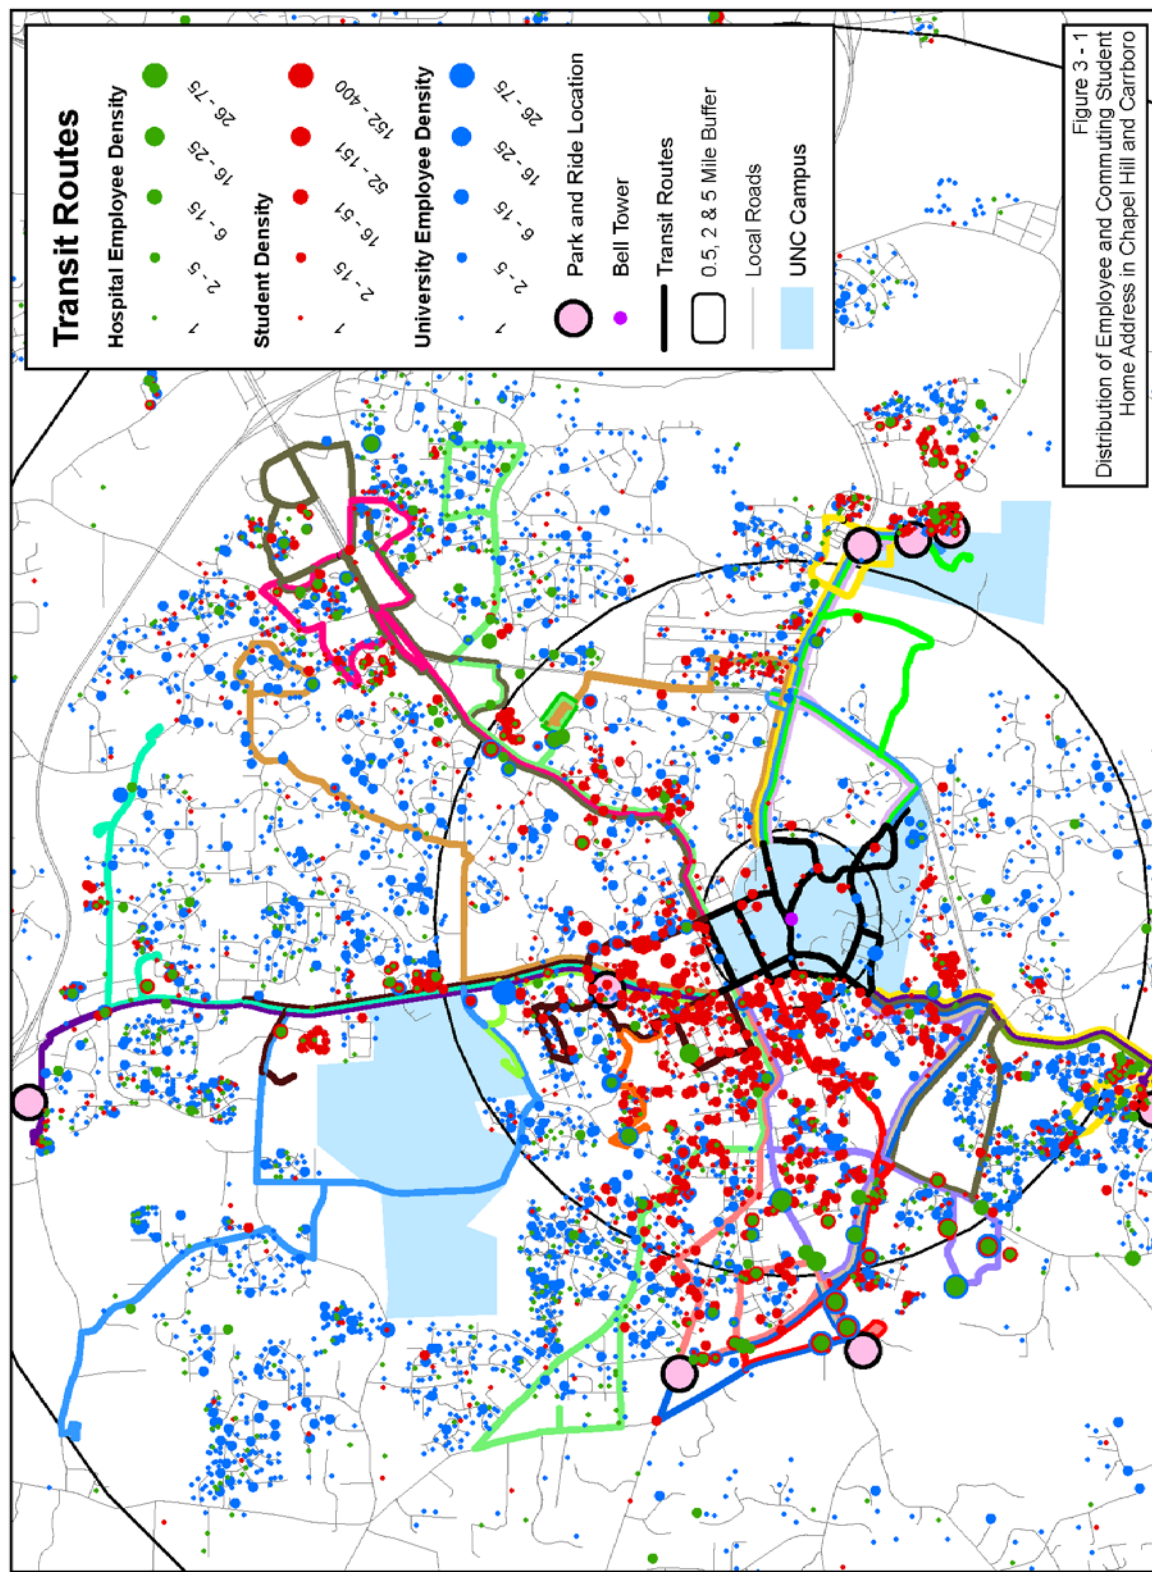 Transit Routes
Hospital Employee Density
1 2 - 5 6 - 15 16 - 25 26 - 75
Student Density
1 2 - 15 16 - 51 52 - 151 152 - 400
University Employee Density
1 2 - 5 6 - 15 16 - 25 26 - 75
Park and Ride Location
Bell Tower
Transit Routes
0.5, 2 & 5 Mile Buffer
Local Roads
UNC Campus
Figure 3 - 1
Distribution of Employee and Commuting Student
Home Address in Chapel Hill and Carrboro